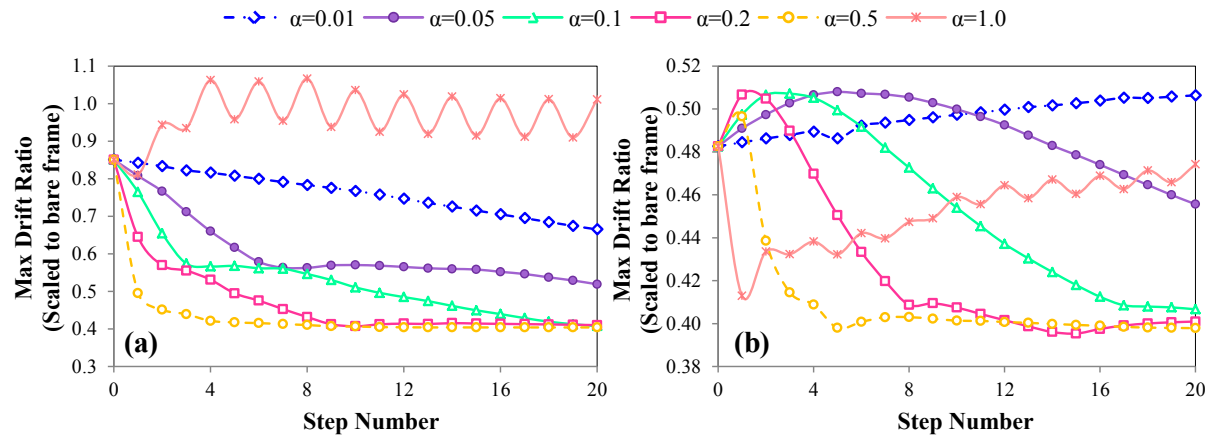 α=0.01 α=0.05 α=0.1 α=0.2 α=0.5 α=1.0
Max Drift Ratio
(Scaled to bare frame)
1.1
1.0
0.9
0.8
0.7
0.6
0.5
0.4
0.3
(a)
0 4 8 12 16 20
Step Number
Max Drift Ratio
(Scaled to bare frame)
0.52
0.50
0.48
0.46
0.44
0.42
0.40
0.38
(b)
0 4 8 12 16 20
Step Number